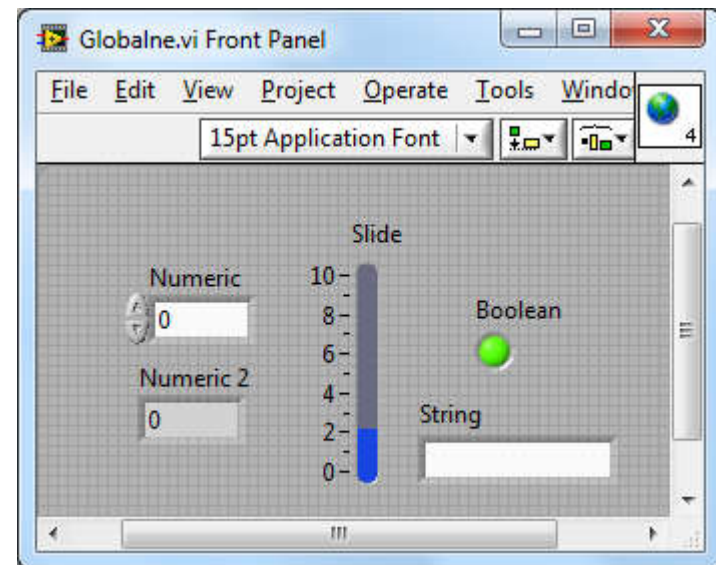 Globalne.vi Front Panel
File Edit View Project Operate Tools Windo
15pt Application Font
4
Slide
Numeric
0
Numeric 2
0
10
8
6
4
2
0
Boolean
String